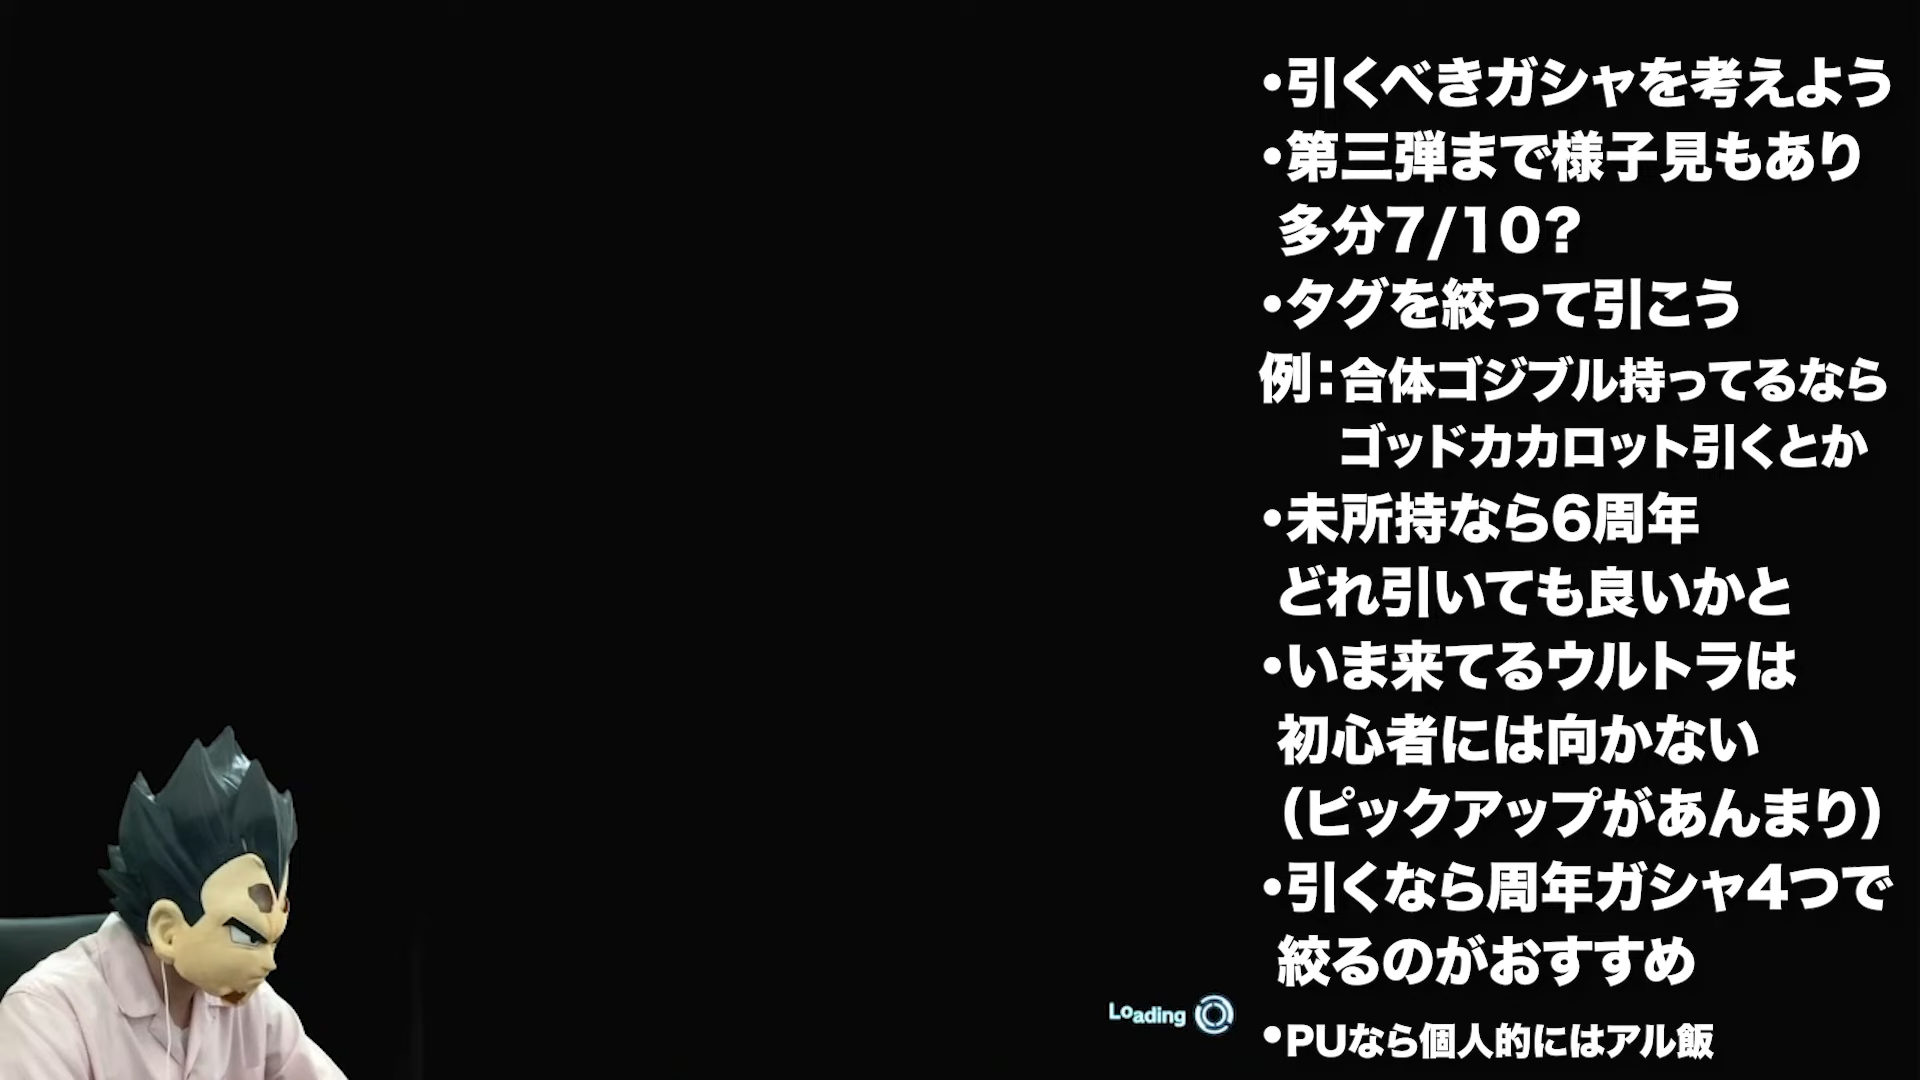 ・引くべきガシャを考えよう
・第三弾まで様子見もあり
多分7/10?
・タグを絞って引こう
例:合体ゴジブル持ってるなら
ゴッドカカロット引くとか
・未所持なら6周年
どれ引いても良いかと
・いま来てるウルトラは
初心者には向かない
(ピックアップがあんまり)
・引くなら周年ガシャ4つで
絞るのがおすすめ
Loading
・PUなら個人的にはアル飯